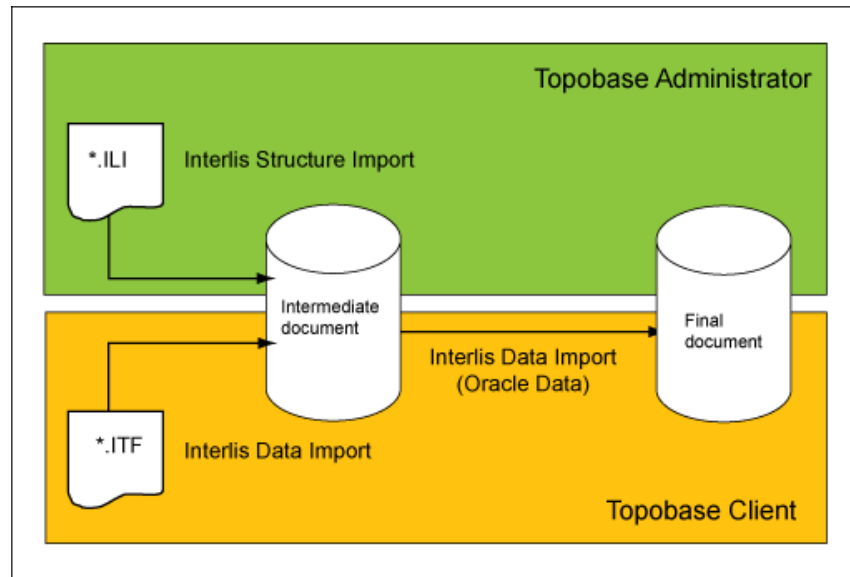 Topobase Administrator
*.ILI
Interlis Structure Import
Intermediate
document
Final
document
Interlis Data Import
(Oracle Data)
*.ITF
Interlis Data Import
Topobase Client